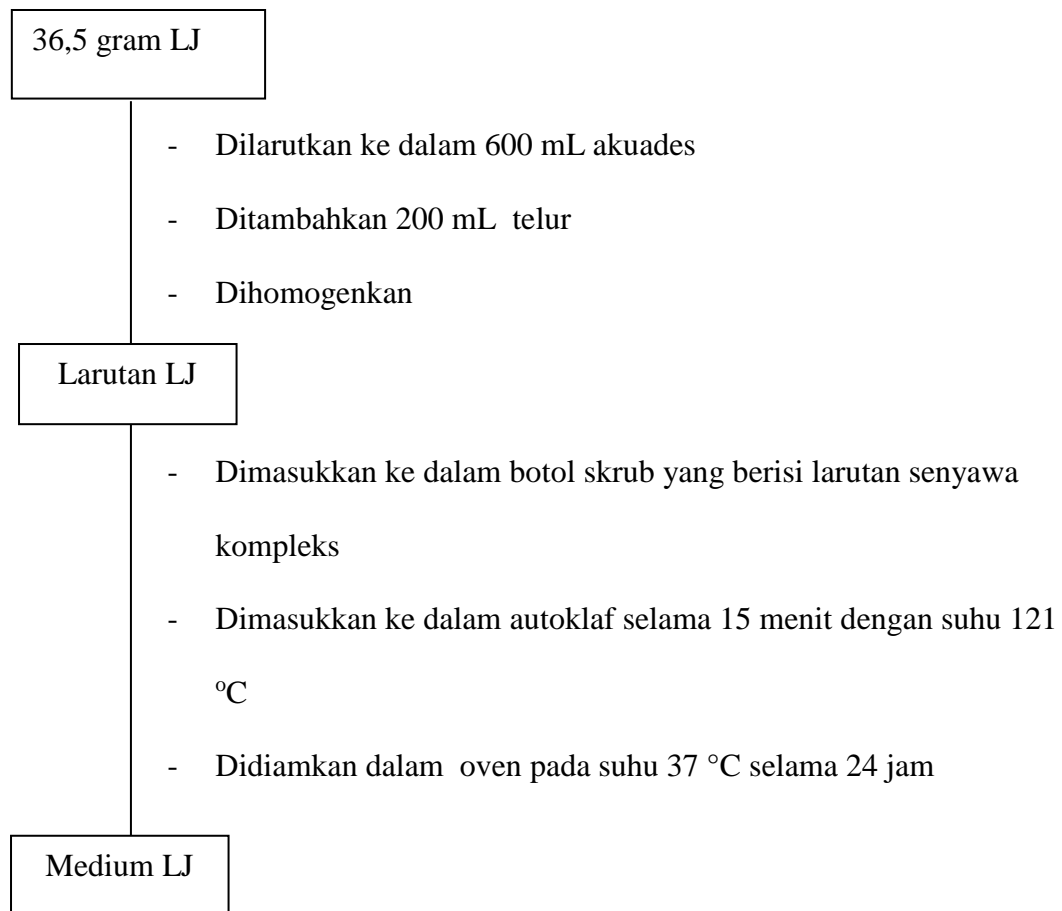 36,5 gram LJ
- Dilarutkan ke dalam 600 mL akuades
- Ditambahkan 200 mL telur
- Dihomogenkan
Larutan LJ
- Dimasukkan ke dalam botol skrub yang berisi larutan senyawa
kompleks
- Dimasukkan ke dalam autoklaf selama 15 menit dengan suhu 121
°C
- Didiamkan dalam oven pada suhu 37 °C selama 24 jam
Medium LJ